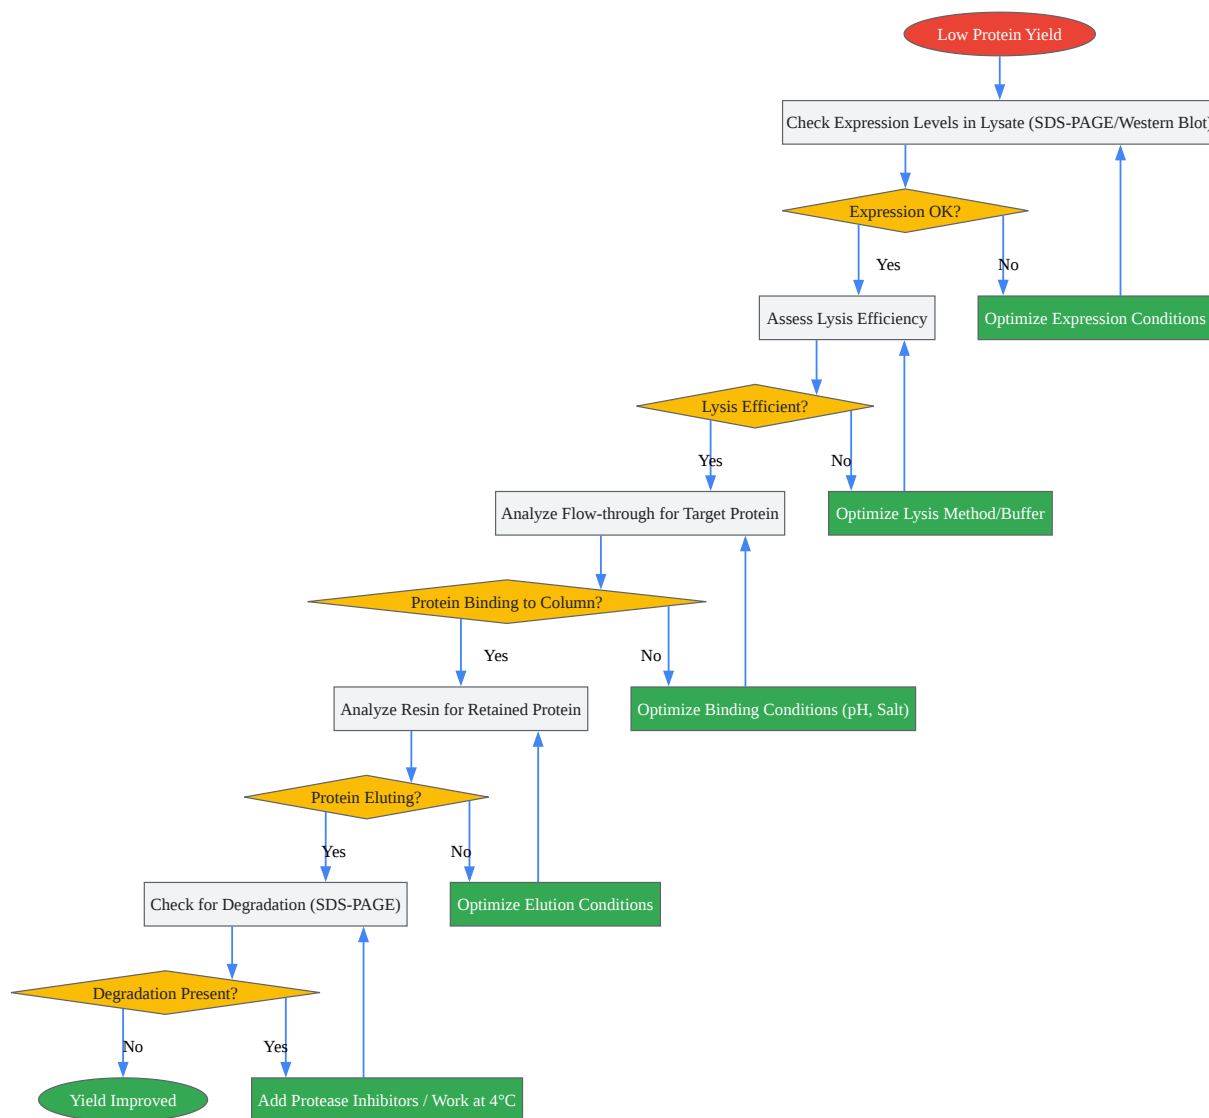 Low Protein Yield
Check Expression Levels in Lysate (SDS-PAGE/Western Blot)
Expression OK?
Yes
No
Assess Lysis Efficiency
Optimize Expression Conditions
Lysis Efficient?
Yes
No
Analyze Flow-through for Target Protein
Optimize Lysis Method/Buffer
Protein Binding to Column?
Yes
No
Analyze Resin for Retained Protein
Optimize Binding Conditions (pH, Salt)
Protein Eluting?
Yes
No
Check for Degradation (SDS-PAGE)
Optimize Elution Conditions
Degradation Present?
No
Yes
Yield Improved
Add Protease Inhibitors / Work at 4°C